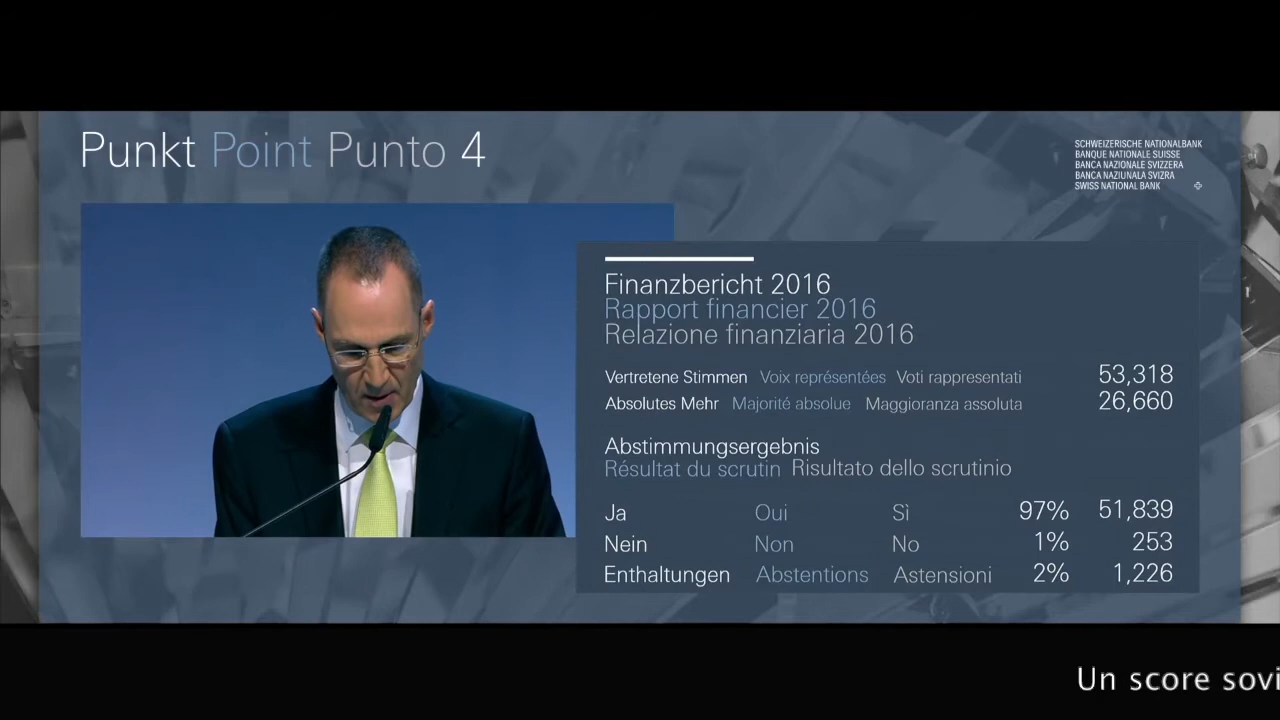 Punkt Point Punto 4
SCHWEIZERISCHE NATIONALBANK
BANQUE NATIONALE SUISSE
BANCA NAZIONALE SVIZZERA
BANCA NAZIUNALA SVIZRA
SWISS NATIONAL BANK
Finanzbericht 2016
Rapport financier 2016
Relazione finanziaria 2016
Vertretene Stimmen Voix représentées Voti rappresentati 53,318
Absolutes Mehr Majorité absolue Maggioranza assoluta 26,660
Abstimmungsergebnis
Résultat du scrutin Risultato dello scrutinio
Ja Oui Sì 97% 51,839
Nein Non No 1% 253
Enthaltungen Abstentions Astensioni 2% 1,226
Un score sovi